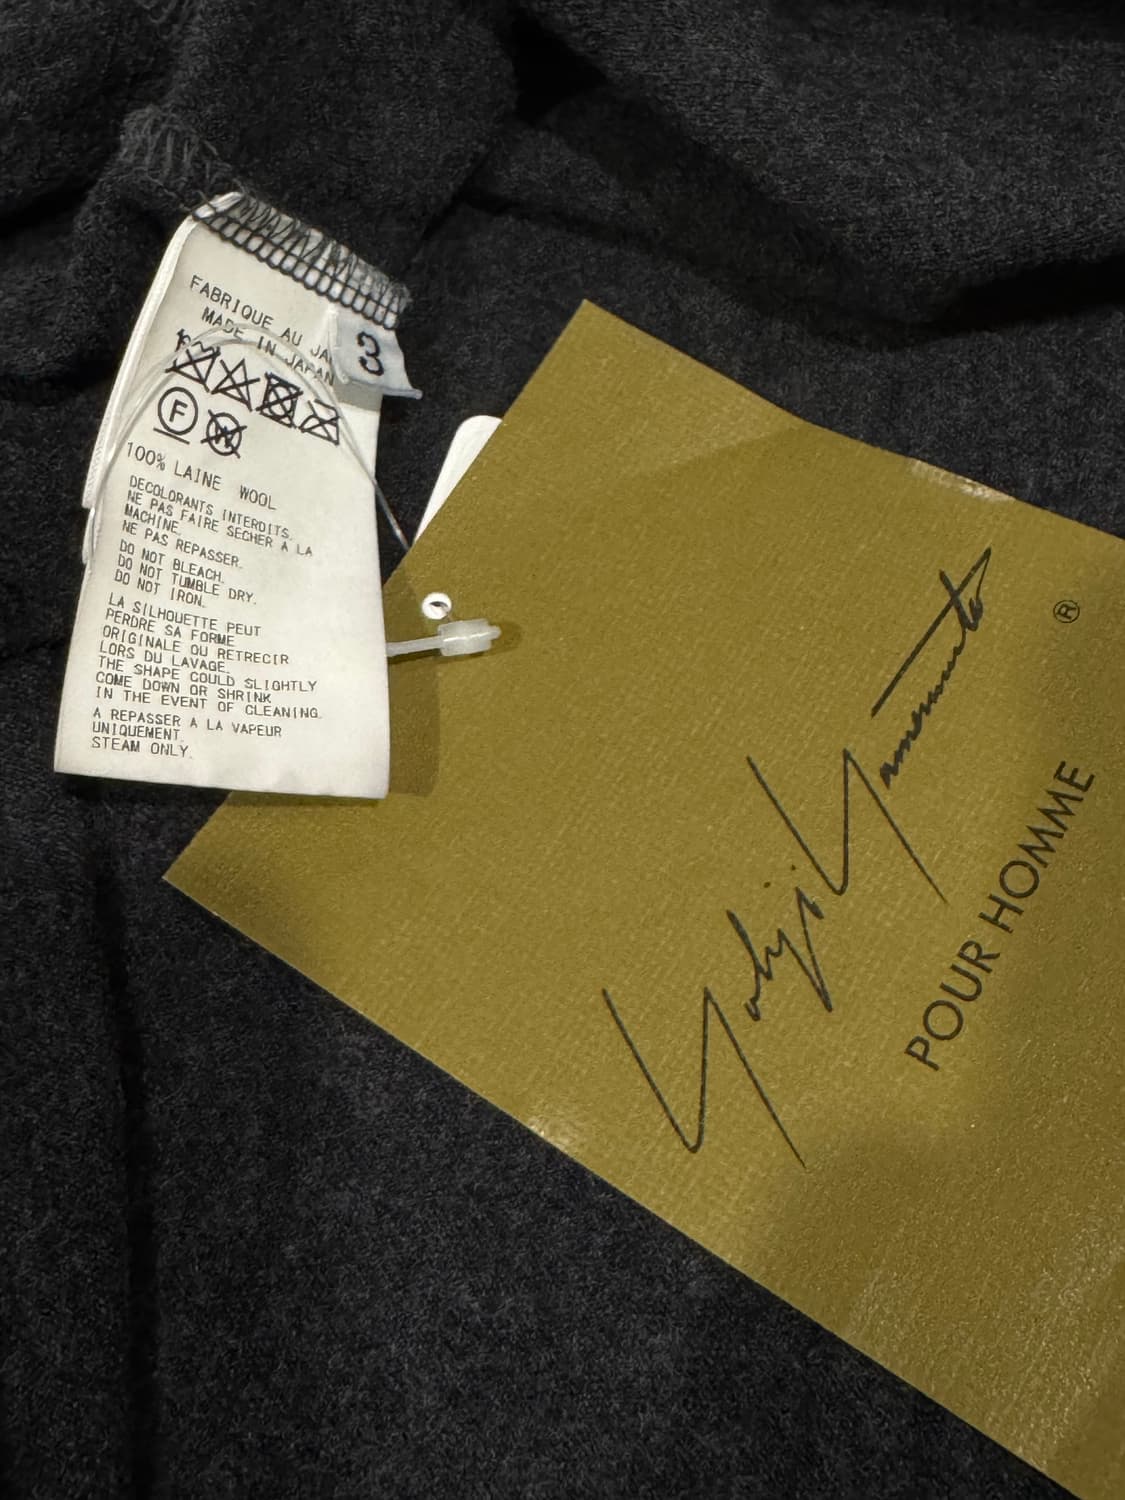 FABRIQUE AU JA
MADE IN JAPAN
3
F
W
100% LAINE WOOL
DECOLORANTS INTERDITS.
NE PAS FAIRE SECHER A LA
MACHINE.
NE PAS REPASSER.
DO NOT BLEACH.
DO NOT TUMBLE DRY.
DO NOT IRON.
LA SILHOUETTE PEUT
PERDRE SA FORME
ORIGINALE OU RETRECIR
LORS DU LAVAGE.
THE SHAPE COULD SLIGHTLY
COME DOWN OR SHRINK
IN THE EVENT OF CLEANING.
A REPASSER A LA VAPEUR
UNIQUEMENT.
STEAM ONLY.
Yohji Yamamoto ®
POUR HOMME